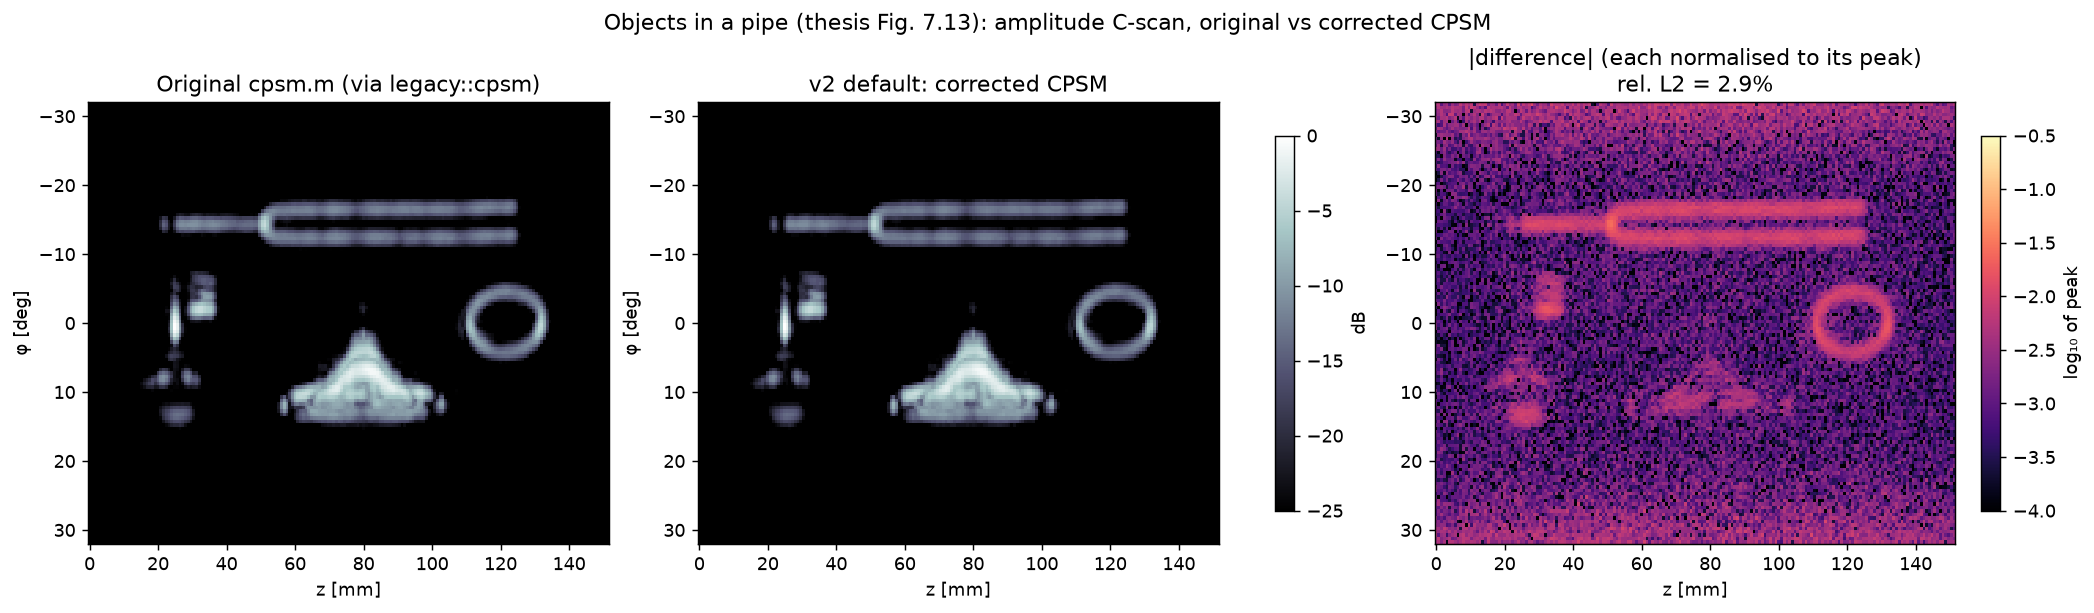 Objects in a pipe (thesis Fig. 7.13): amplitude C-scan, original vs corrected CPSM
Original cpsm.m (via legacy::cpsm)
−30
−20
−10
0
10
20
30
φ [deg]
0 20 40 60 80 100 120 140
z [mm]
v2 default: corrected CPSM
−30
−20
−10
0
10
20
30
φ [deg]
0 20 40 60 80 100 120 140
z [mm]
0
−5
−10
−15
−20
−25
dB
|difference| (each normalised to its peak)
rel. L2 = 2.9%
−30
−20
−10
0
10
20
30
0 20 40 60 80 100 120 140
z [mm]
−0.5
−1.0
−1.5
−2.0
−2.5
−3.0
−3.5
−4.0
log₁₀ of peak